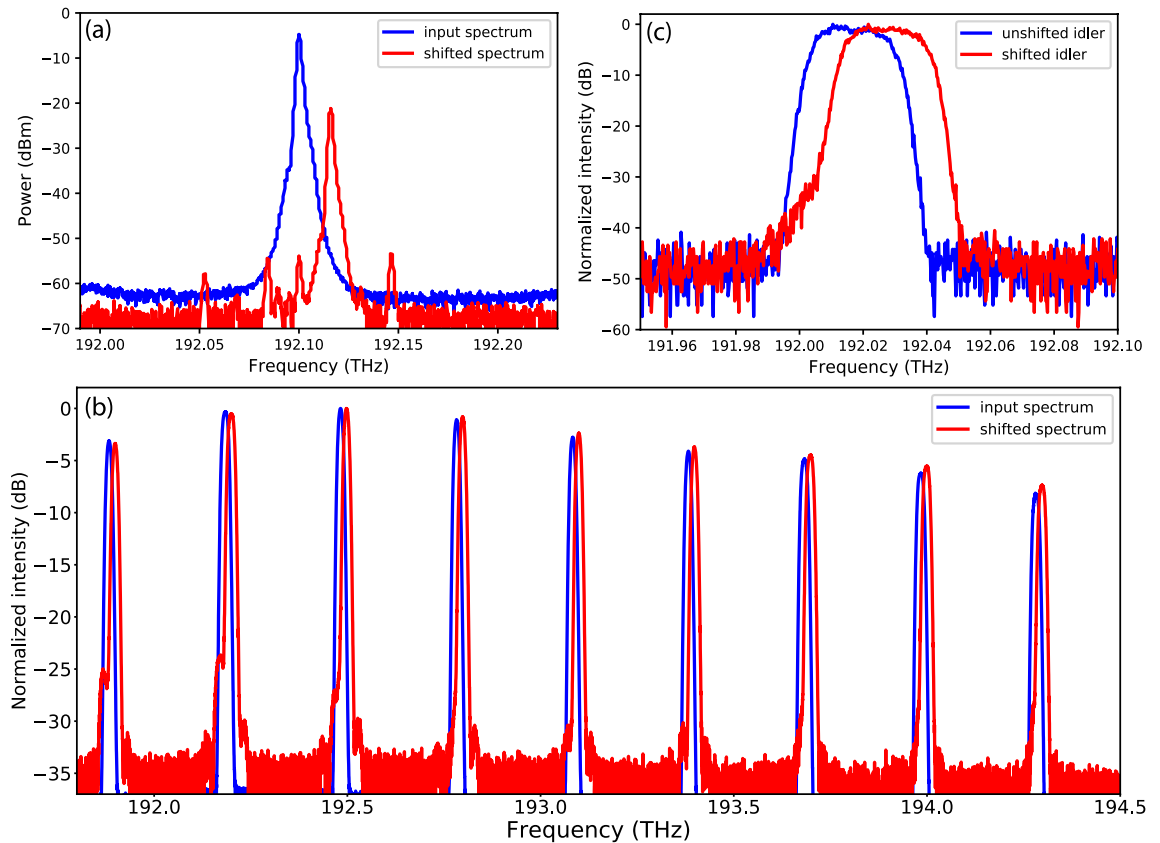 (a)
input spectrum
shifted spectrum
0
−10
−20
−30
−40
−50
−60
−70
Power (dBm)
192.00 192.05 192.10 192.15 192.20
Frequency (THz)
(c)
unshifted idler
shifted idler
0
−10
−20
−30
−40
−50
−60
Normalized intensity (dB)
191.96 191.98 192.00 192.02 192.04 192.06 192.08 192.10
Frequency (THz)
(b)
input spectrum
shifted spectrum
0
−5
−10
−15
−20
−25
−30
−35
Normalized intensity (dB)
192.0 192.5 193.0 193.5 194.0 194.5
Frequency (THz)